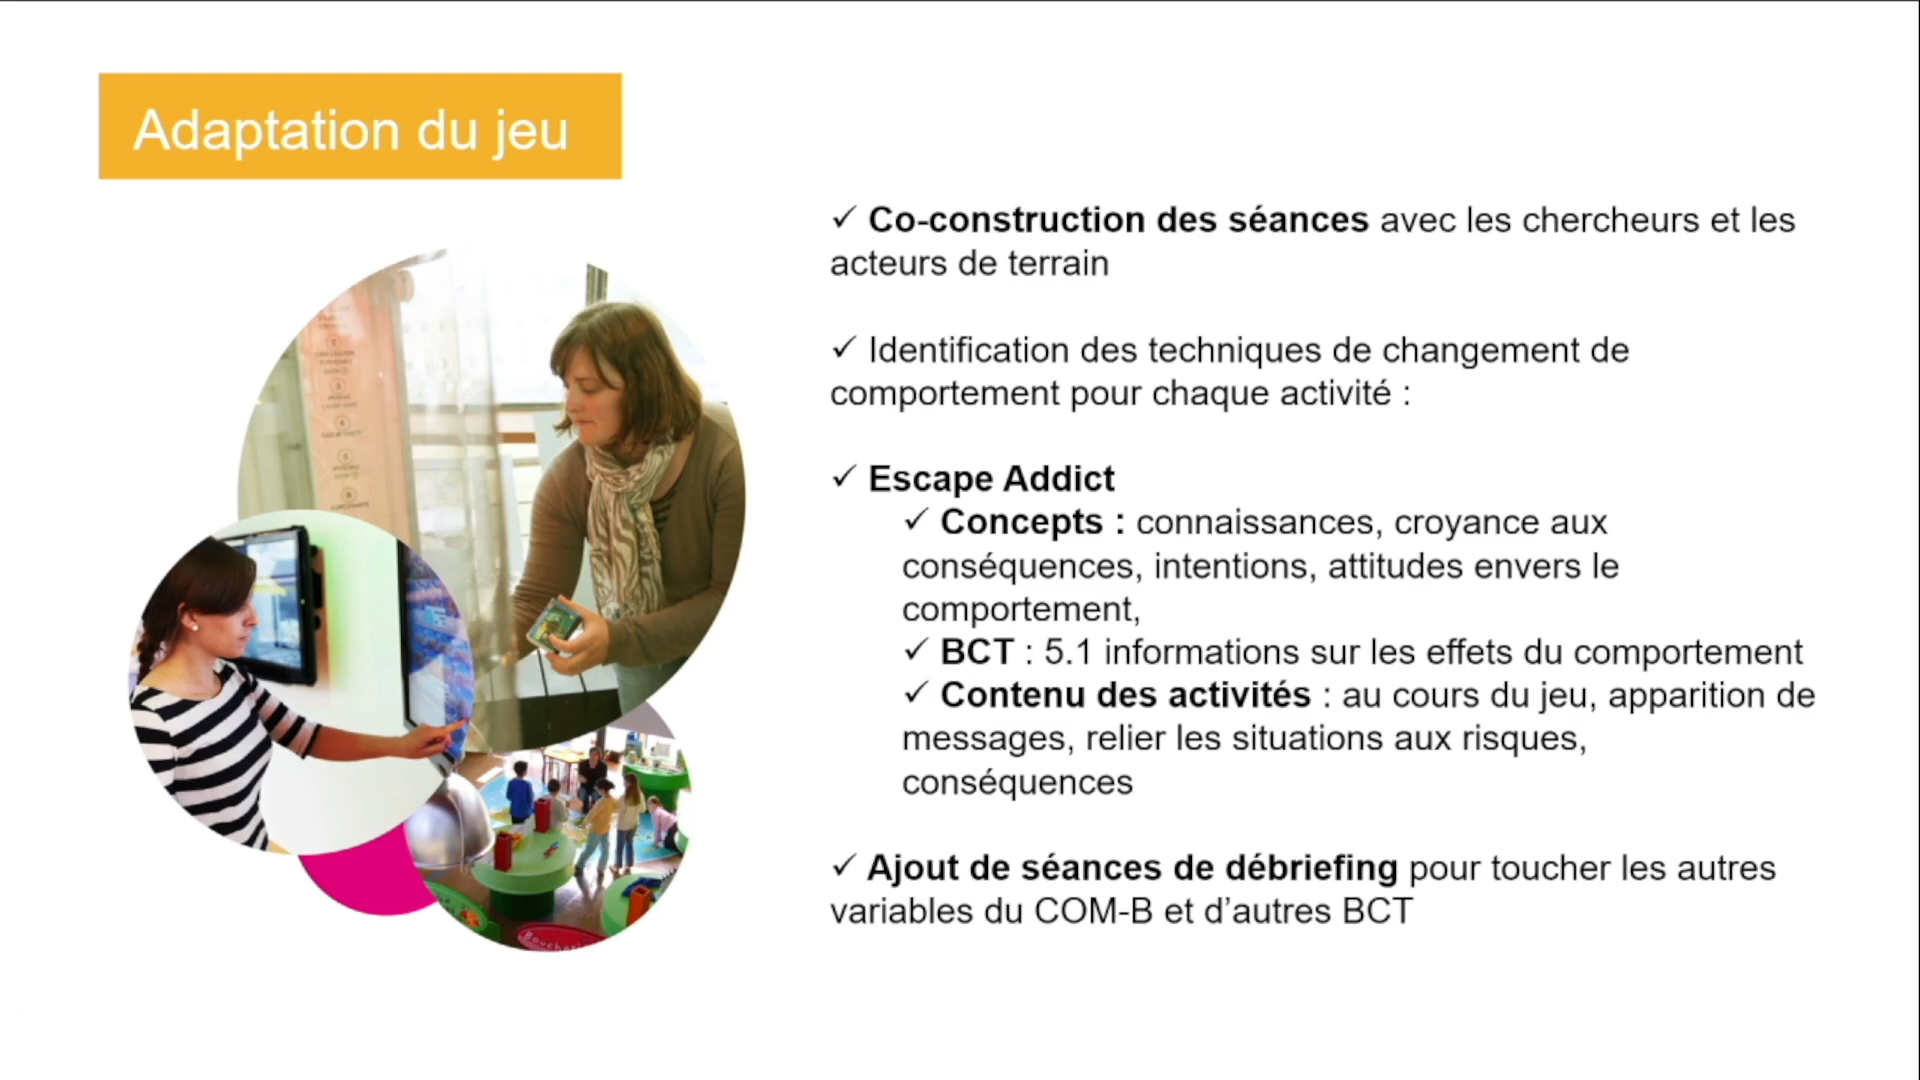 Adaptation du jeu
✓ Co-construction des séances avec les chercheurs et les
acteurs de terrain
✓ Identification des techniques de changement de
comportement pour chaque activité :
✓ Escape Addict
✓ Concepts : connaissances, croyance aux
conséquences, intentions, attitudes envers le
comportement,
✓ BCT : 5.1 informations sur les effets du comportement
✓ Contenu des activités : au cours du jeu, apparition de
messages, relier les situations aux risques,
conséquences
✓ Ajout de séances de débriefing pour toucher les autres
variables du COM-B et d’autres BCT